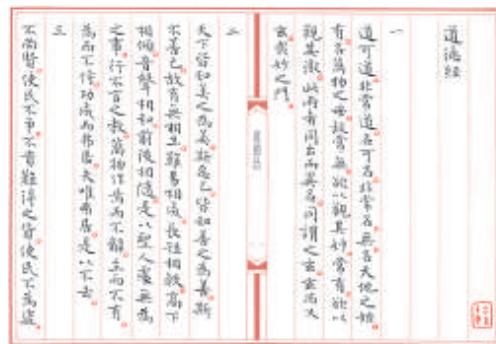 道德經
一
道可道非常道名可名非常名無名天地之始
有名萬物之母故常無欲以觀其妙常有欲以
觀其徼此兩者同出而異名同謂之玄玄之又
玄衆妙之門
二
天下皆知美之為美斯惡已皆知善之為善斯
不善已故有無相生難易相成長短相較高下
相傾音聲相和前後相隨是以聖人處無為
之事行不言之教萬物作焉而不辭生而不有
為而不恃功成而弗居夫唯弗居是以不去
三
不尚賢使民不爭不貴難得之貨使民不為盜